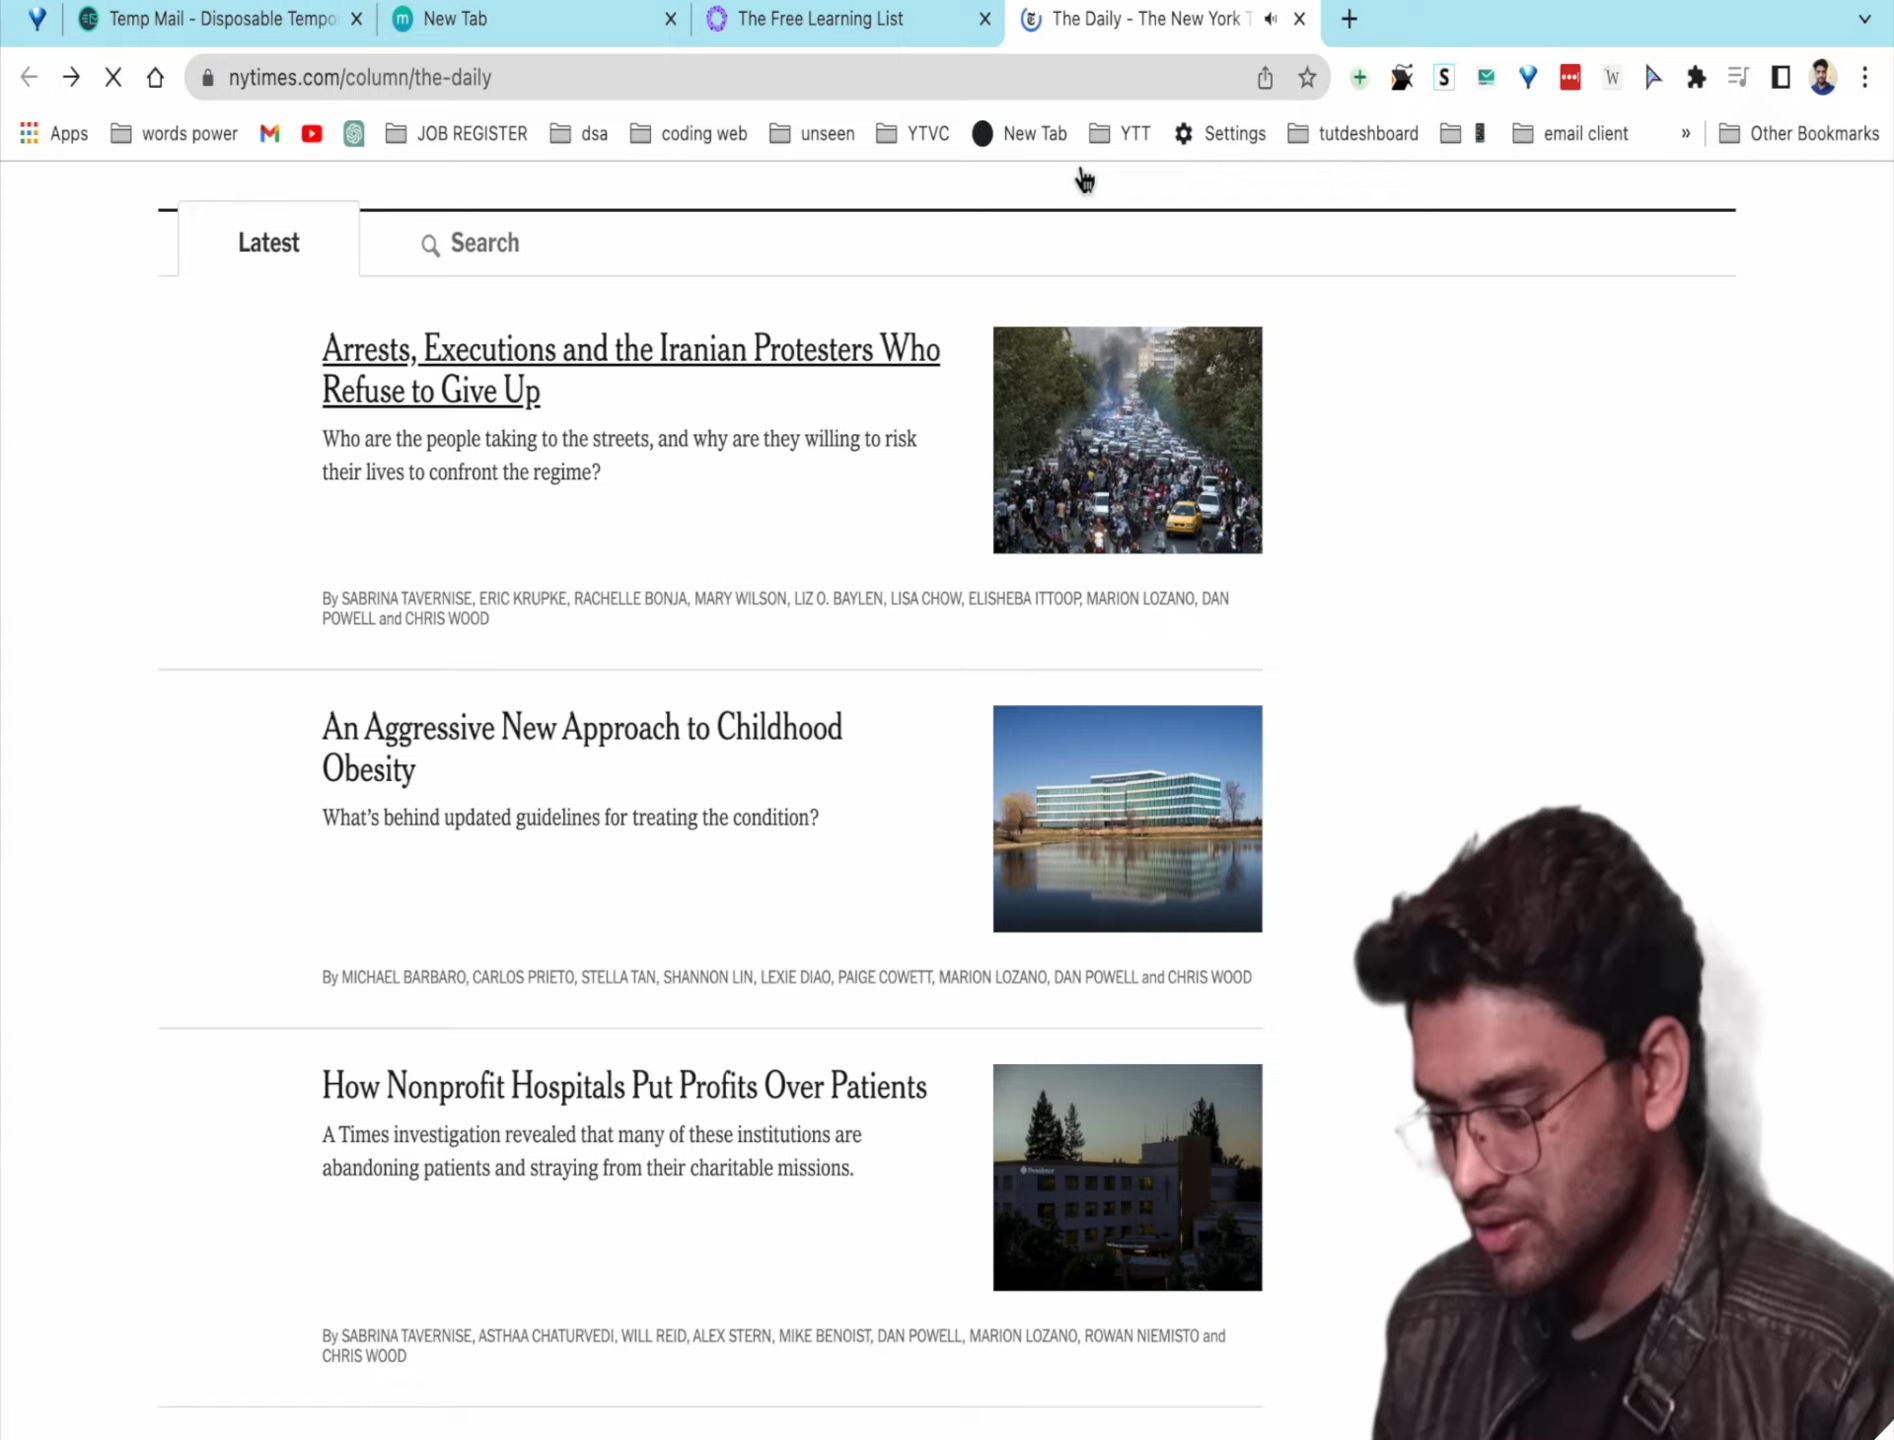 Temp Mail - Disposable Tempo
New Tab
The Free Learning List
The Daily - The New York T
nytimes.com/column/the-daily
Apps
words power
JOB REGISTER
dsa
coding web
unseen
YTVC
New Tab
YTT
Settings
tutdeshboard
email client
»
Other Bookmarks
Latest
Search
Arrests, Executions and the Iranian Protesters Who
Refuse to Give Up
Who are the people taking to the streets, and why are they willing to risk
their lives to confront the regime?
By SABRINA TAVERNISE, ERIC KRUPKE, RACHELLE BONJA, MARY WILSON, LIZ O. BAYLEN, LISA CHOW, ELISHEBA ITTOOP, MARION LOZANO, DAN
POWELL and CHRIS WOOD
An Aggressive New Approach to Childhood
Obesity
What's behind updated guidelines for treating the condition?
By MICHAEL BARBARO, CARLOS PRIETO, STELLA TAN, SHANNON LIN, LEXIE DIAO, PAIGE COWETT, MARION LOZANO, DAN POWELL and CHRIS WOOD
How Nonprofit Hospitals Put Profits Over Patients
A Times investigation revealed that many of these institutions are
abandoning patients and straying from their charitable missions.
Providence
By SABRINA TAVERNISE, ASTHAA CHATURVEDI, WILL REID, ALEX STERN, MIKE BENOIST, DAN POWELL, MARION LOZANO, ROWAN NIEMISTO and
CHRIS WOOD